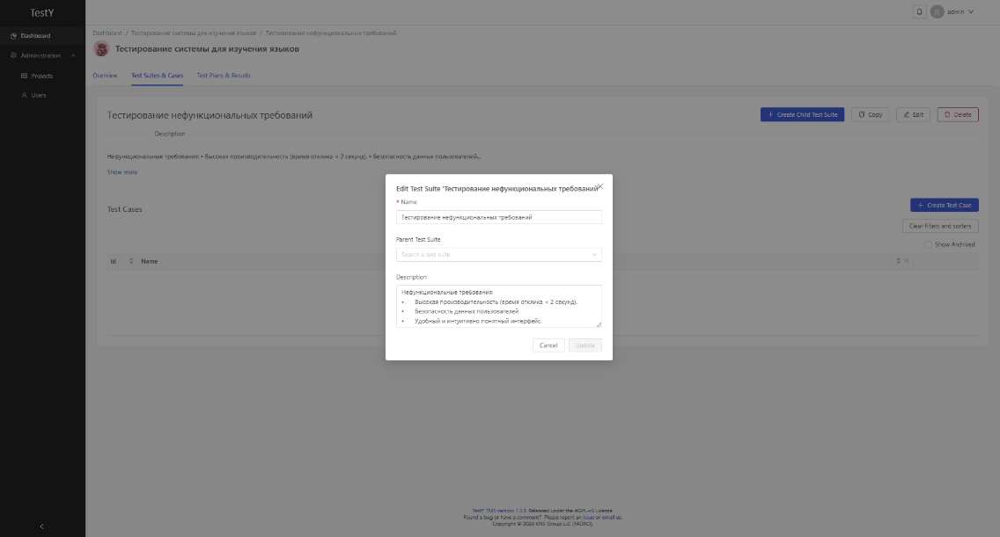 TestY
admin
Dashboard
Administration
Projects
Users
Dashboard / Тестирование системы для изучения языков / Тестирование нефункциональных требований
Тестирование системы для изучения языков
Overview Test Suites & Cases Test Plans & Results
Тестирование нефункциональных требований
+ Create Child Test Suite Copy Edit Delete
Description
Нефункциональные требования: • Высокая производительность (время отклика < 2 секунд). • Безопасность данных пользователей...
Show more
Test Cases
+ Create Test Case
Clear filters and sorters
Show Archived
Id Name
Edit Test Suite 'Тестирование нефункциональных требований'
* Name
Тестирование нефункциональных требований
Parent Test Suite
Search a test suite
Description
Нефункциональные требования:
• Высокая производительность (время отклика < 2 секунд).
• Безопасность данных пользователей
• Удобный и интуитивно понятный интерфейс.
Cancel Update
TestY TMS version 1.3.3. Released under the AGPL-v3 License.
Found a bug or have a comment? Please report an issue or email us.
Copyright © 2024 KNS Group LLC (YADRO).